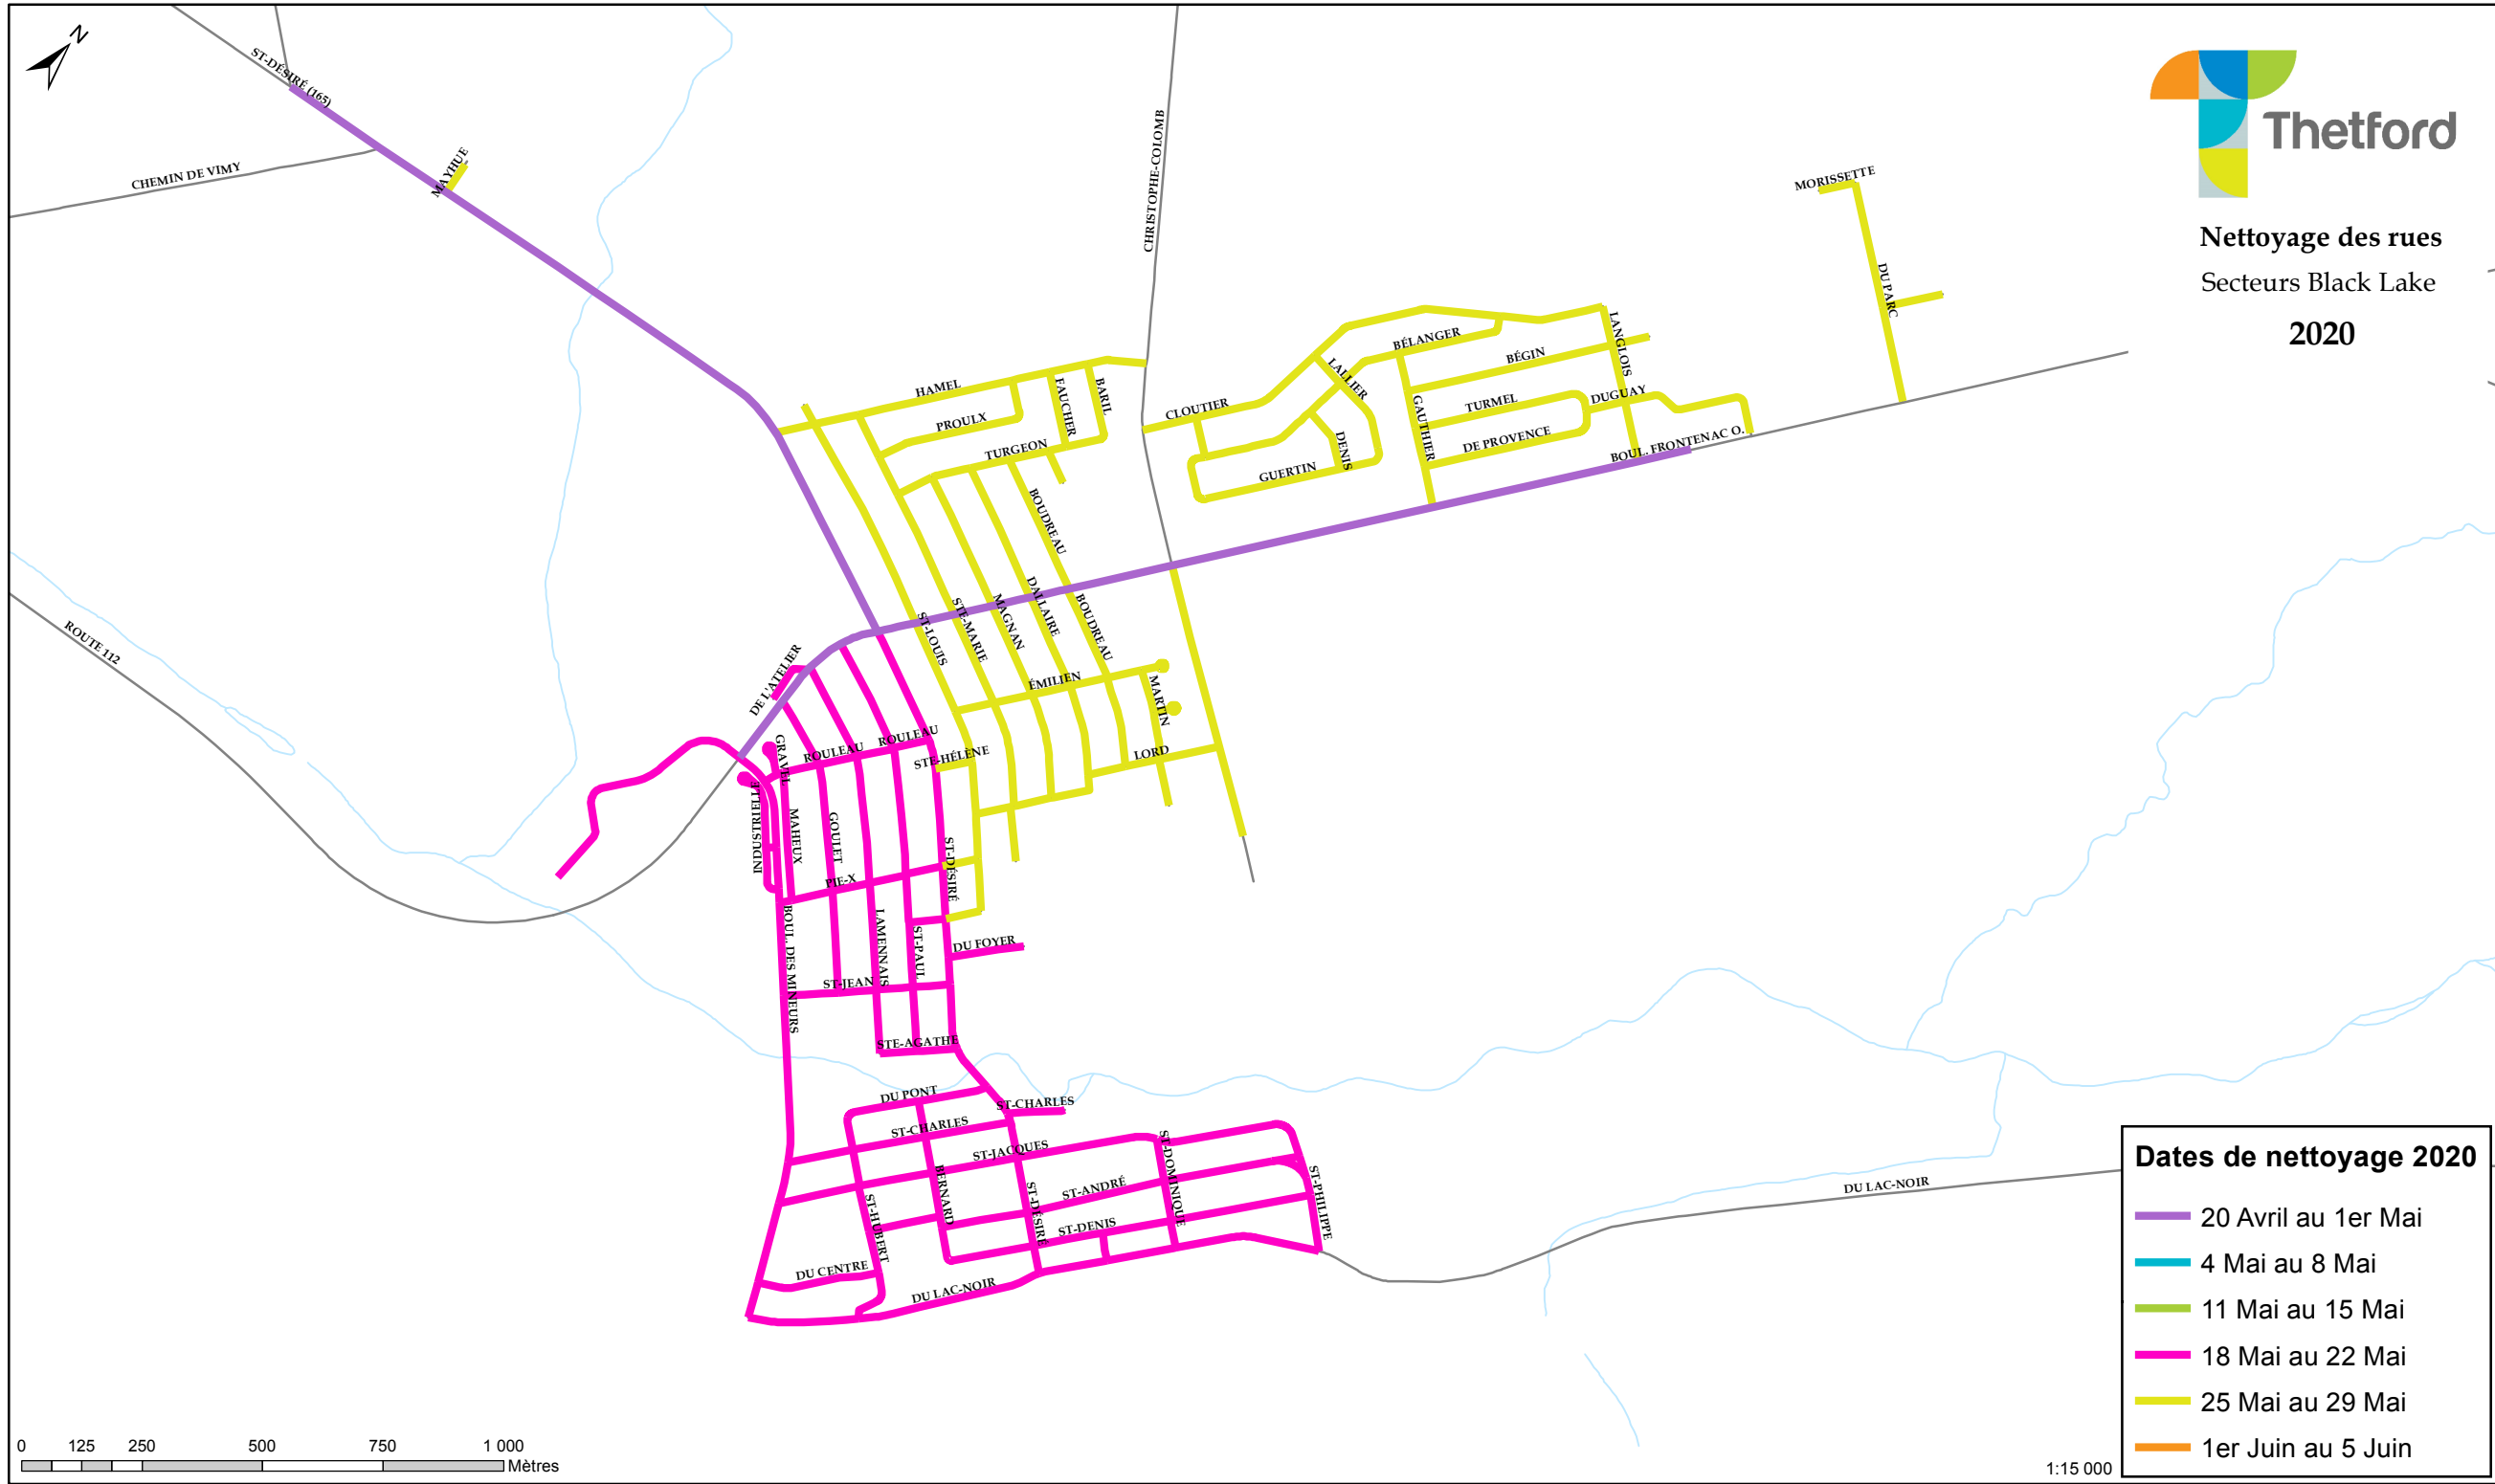 N
ST-DÉSIRÉ (165)
CHEMIN DE VIMY
MAYHUE
CHRISTOPHE-COLOMB
Thetford
Nettoyage des rues
Secteurs Black Lake
2020
MORISSETTE
DU PARC
HAMEL
PROULX
FAUCHER
BARIL
TURGEON
BOUDREAU
CLOUTIER
LALLIER
BÉLANGER
BÉGIN
LANGLOIS
GAUTHIER
TURMEL
DUGUAY
DE PROVENCE
DENIS
GUERTIN
BOUL. FRONTENAC O.
ROUTE 112
ST-LOUIS
STE-MARIE
MAGNAN
DALLAIRE
BOUDREAU
ÉMILIEN
MARTIN
LORD
DE L'ATELIER
GRAVEL
ROULEAU
ROULEAU
STE-HÉLÈNE
INDUSTRIELLE
MAHEUX
GOULET
PIE-X
ST-DÉSIRÉ
BOUL. DES MINEURS
LAMENNAIS
ST-PAUL
DU FOYER
ST-JEAN
STE-AGATHE
DU PONT
ST-CHARLES
ST-CHARLES
ST-JACQUES
BERNARD
ST-HUBERT
ST-DÉSIRÉ
ST-ANDRÉ
ST-DOMINIQUE
ST-DENIS
ST-PHILIPPE
DU CENTRE
DU LAC-NOIR
DU LAC-NOIR
Dates de nettoyage 2020
20 Avril au 1er Mai
4 Mai au 8 Mai
11 Mai au 15 Mai
18 Mai au 22 Mai
25 Mai au 29 Mai
1er Juin au 5 Juin
0 125 250 500 750 1 000
Mètres
1:15 000